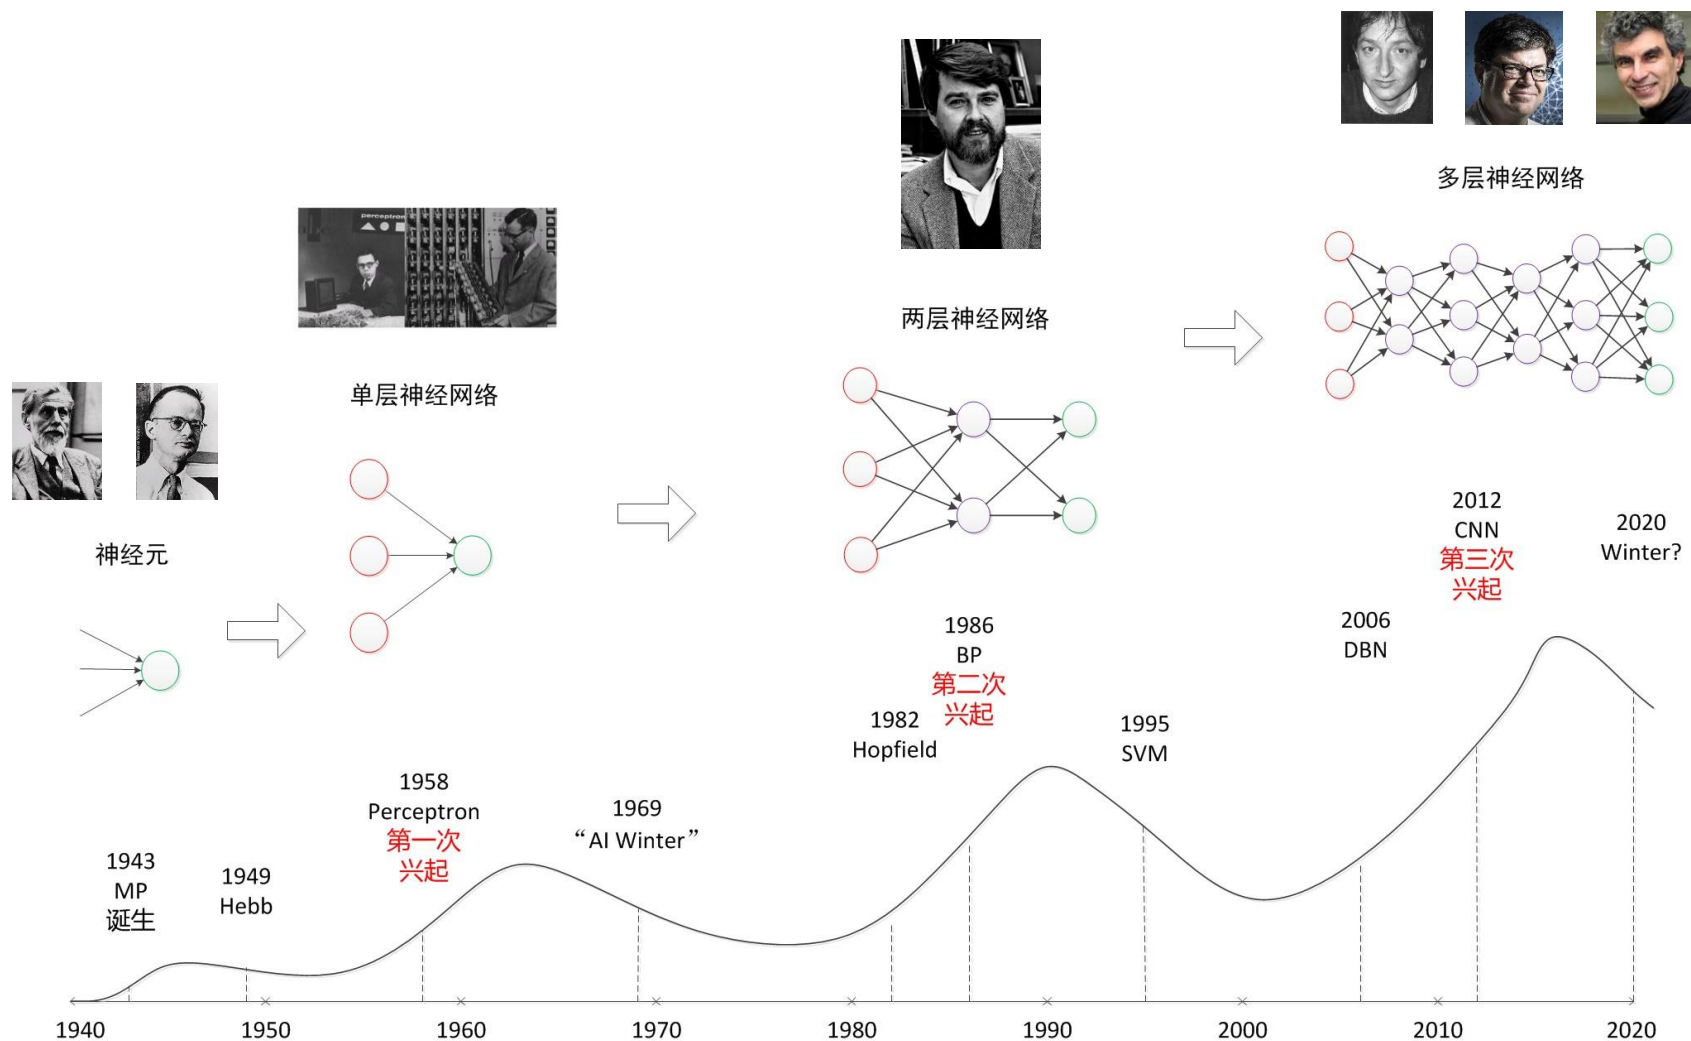 多层神经网络
perceptron
两层神经网络
单层神经网络
神经元
2012
CNN
第三次
兴起
2020
Winter?
2006
DBN
1986
BP
第二次
兴起
1982
Hopfield
1995
SVM
1958
Perceptron
第一次
兴起
1969
“AI Winter”
1943
MP
诞生
1949
Hebb
1940 1950 1960 1970 1980 1990 2000 2010 2020